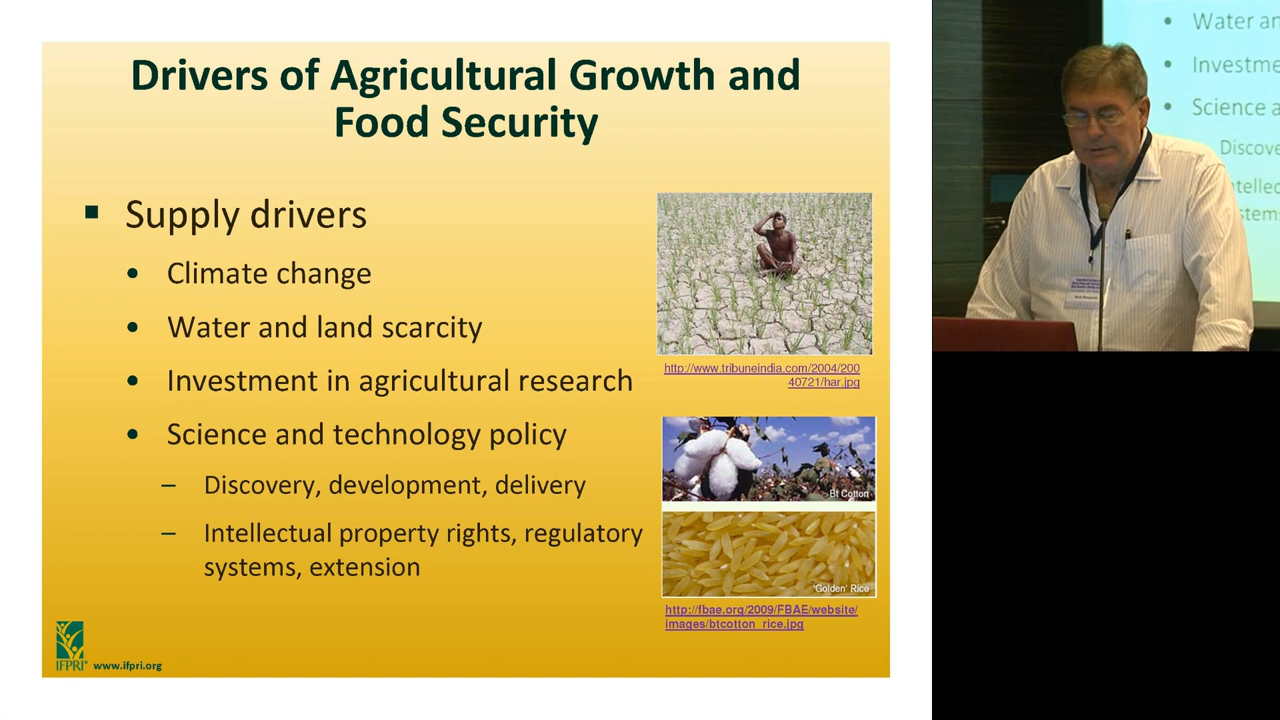 Drivers of Agricultural Growth and
Food Security
Supply drivers
• Climate change
• Water and land scarcity
• Investment in agricultural research
• Science and technology policy
– Discovery, development, delivery
– Intellectual property rights, regulatory
systems, extension
http://www.tribuneindia.com/2004/200
40721/har.jpg
Bt Cotton
'Golden' Rice
http://fbae.org/2009/FBAE/website/
images/btcotton_rice.jpg
IFPRI® www.ifpri.org
• Water an
• Investme
• Science a
Discove